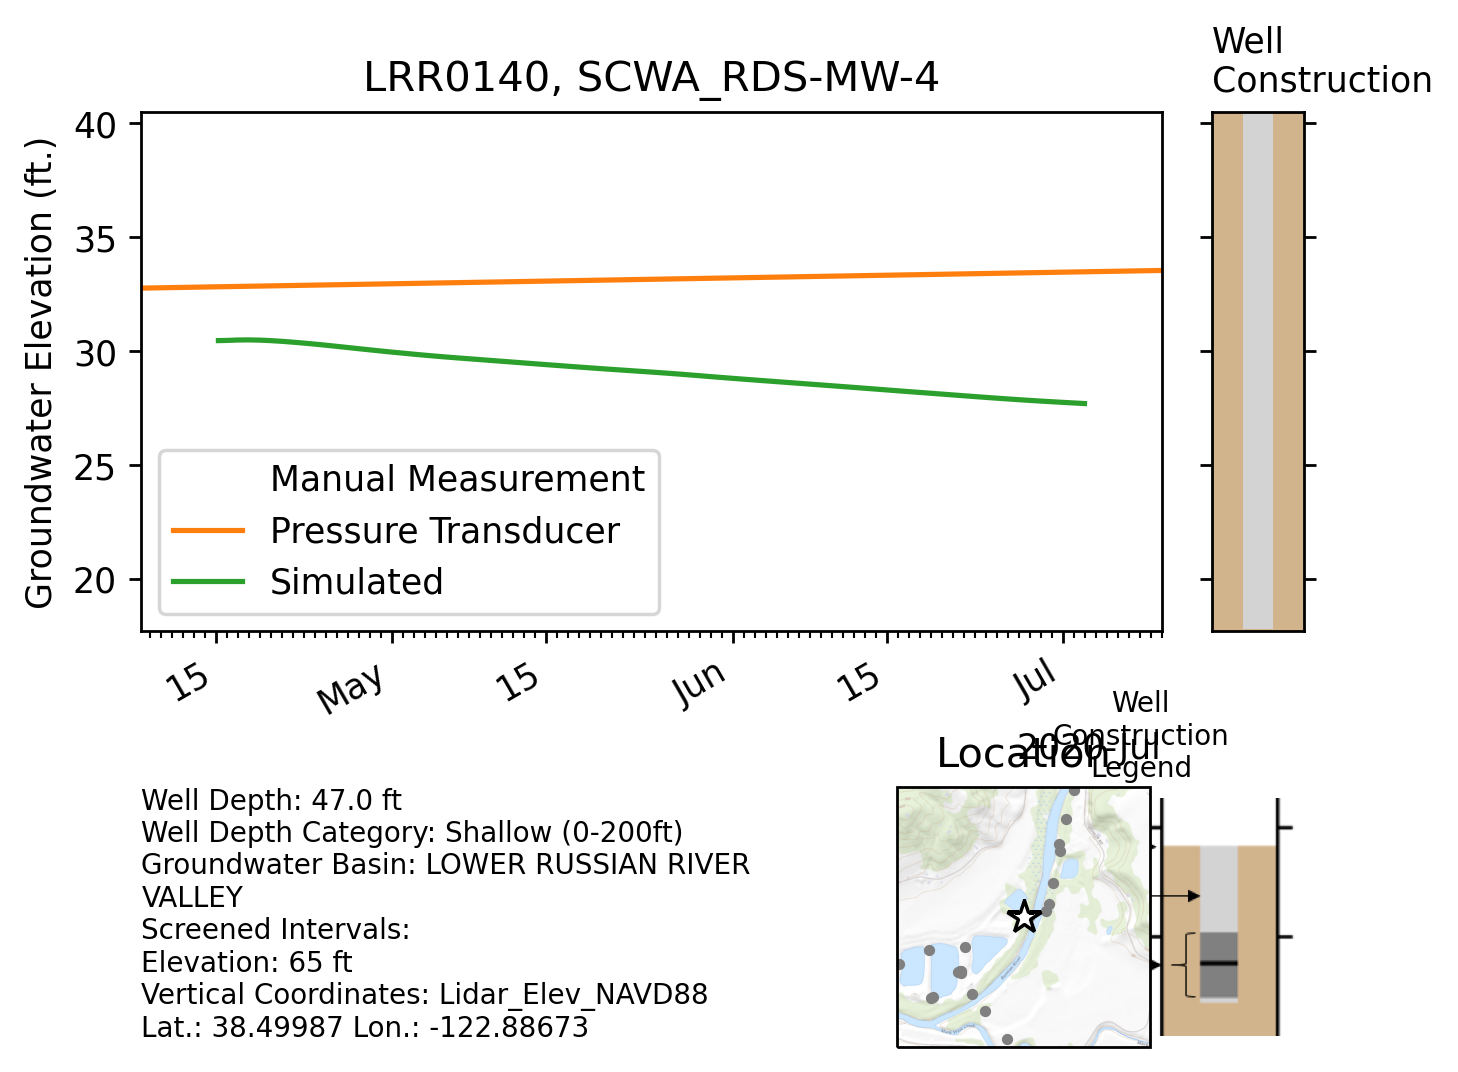 Well
Construction
LRR0140, SCWA_RDS-MW-4
Groundwater Elevation (ft.)
40
35
30
25
20
Manual Measurement
Pressure Transducer
Simulated
15
May
15
Jun
15
Jul
2020-Jul
Well
Construction
Legend
Location
Well Depth: 47.0 ft
Well Depth Category: Shallow (0-200ft)
Groundwater Basin: LOWER RUSSIAN RIVER
VALLEY
Screened Intervals:
Elevation: 65 ft
Vertical Coordinates: Lidar_Elev_NAVD88
Lat.: 38.49987 Lon.: -122.88673